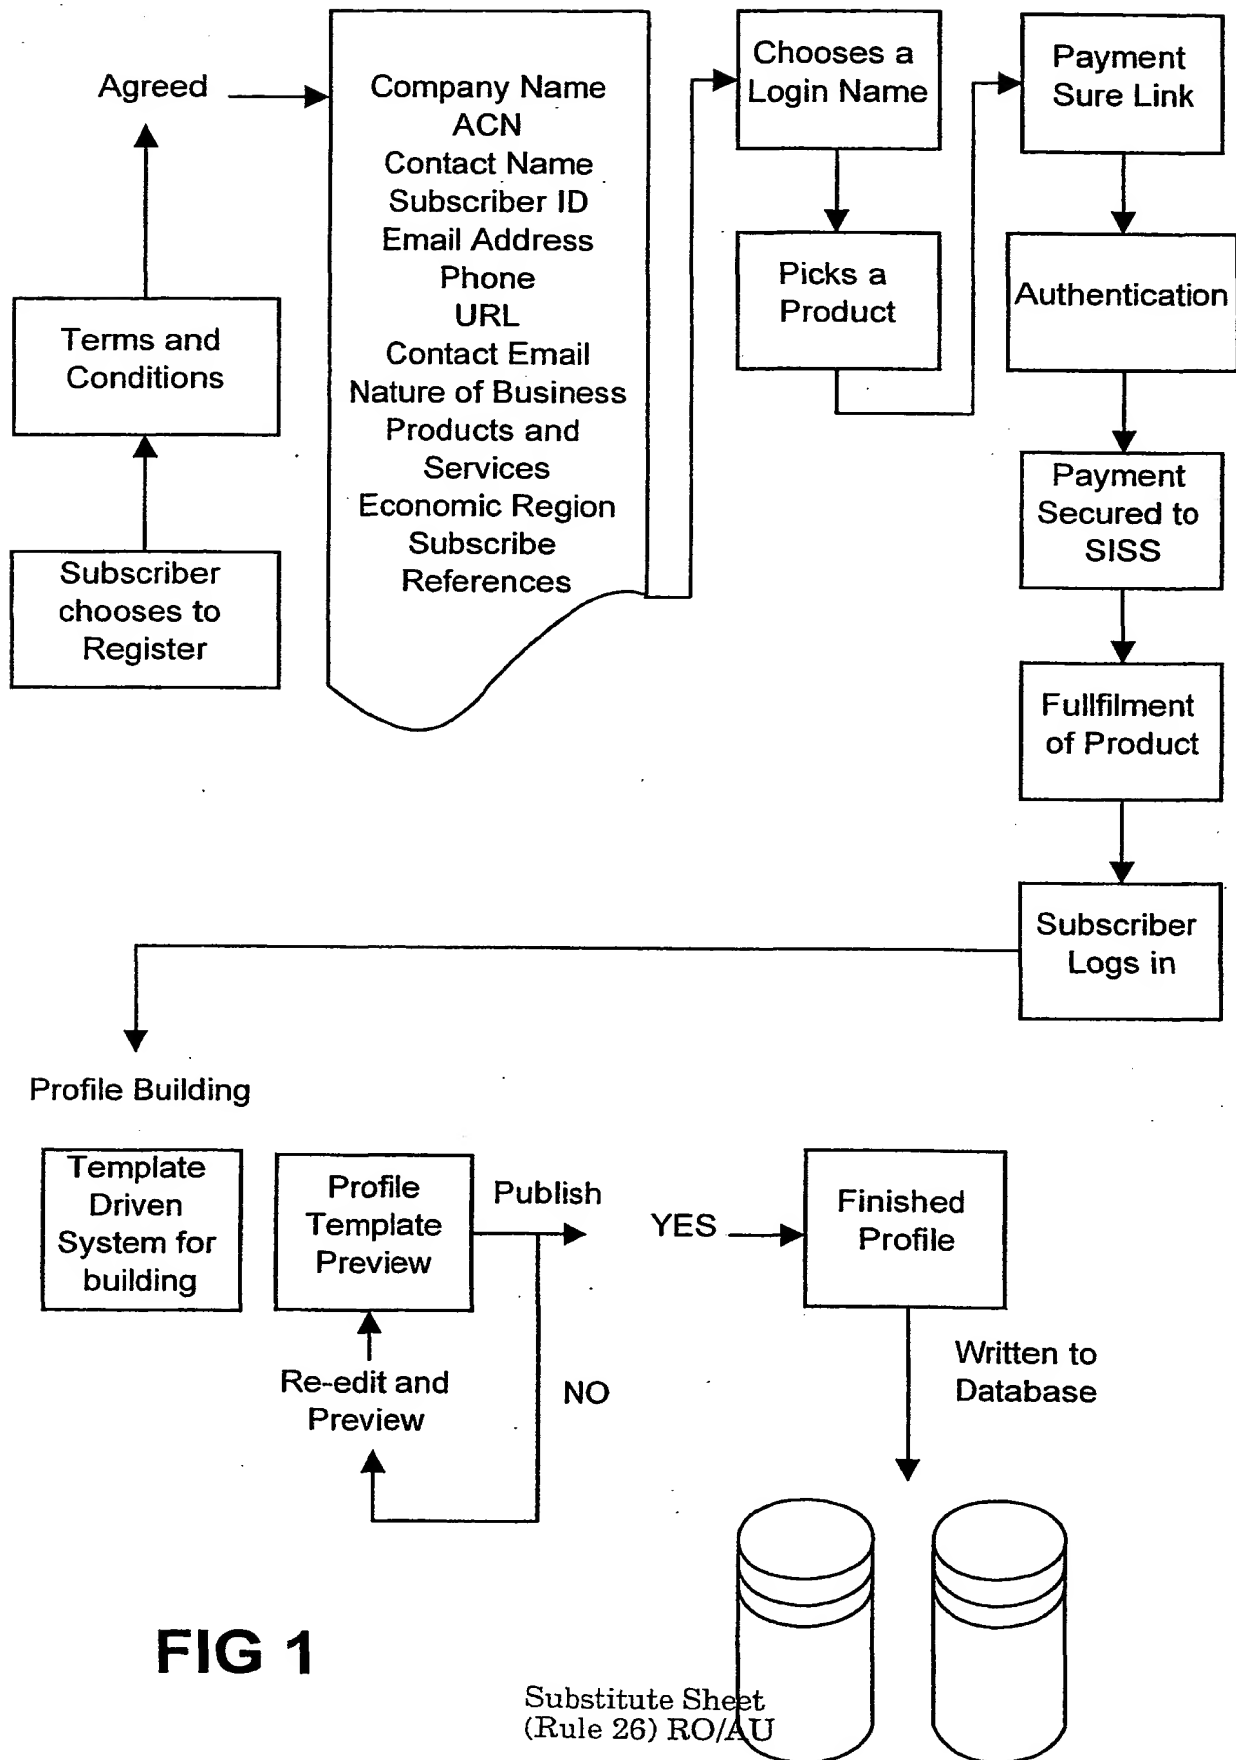 Agreed
Terms and
Conditions
Subscriber
chooses to
Register
Company Name
ACN
Contact Name
Subscriber ID
Email Address
Phone
URL
Contact Email
Nature of Business
Products and
Services
Economic Region
Subscribe
References
Chooses a
Login Name
Picks a
Product
Payment
Sure Link
Authentication
Payment
Secured to
SISS
Fullfilment
of Product
Subscriber
Logs in
Profile Building
Template
Driven
System for
building
Profile
Template
Preview
Publish
YES
Finished
Profile
Re-edit and
Preview
NO
Written to
Database
FIG 1
Substitute Sheet
(Rule 26) RO/AU